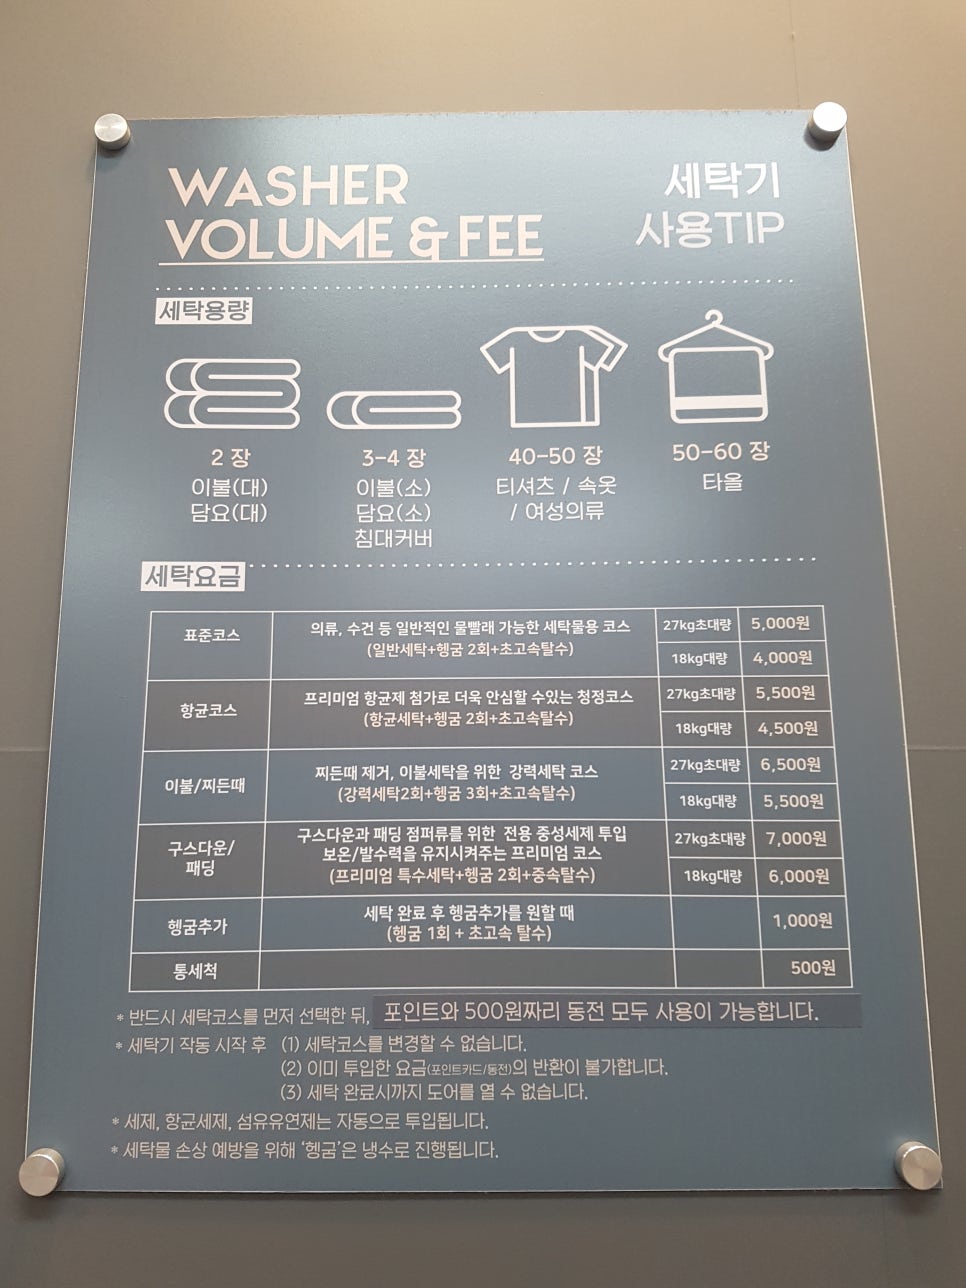 WASHER
VOLUME & FEE
세탁기
사용TIP
세탁용량
2 장
이불(대)
담요(대)
3-4 장
이불(소)
담요(소)
침대커버
40-50 장
티셔츠 / 속옷
/ 여성의류
50-60 장
타올
세탁요금
표준코스
의류, 수건 등 일반적인 물빨래 가능한 세탁물용 코스
(일반세탁+헹굼 2회+초고속탈수)
27kg초대량 5,000원
18kg대량 4,000원
항균코스
프리미엄 항균제 첨가로 더욱 안심할 수있는 청정코스
(항균세탁+헹굼 2회+초고속탈수)
27kg초대량 5,500원
18kg대량 4,500원
이불/찌든때
찌든때 제거, 이불세탁을 위한 강력세탁 코스
(강력세탁2회+헹굼 3회+초고속탈수)
27kg초대량 6,500원
18kg대량 5,500원
구스다운/
패딩
구스다운과 패딩 점퍼류를 위한 전용 중성세제 투입
보온/발수력을 유지시켜주는 프리미엄 코스
(프리미엄 특수세탁+헹굼 2회+중속탈수)
27kg초대량 7,000원
18kg대량 6,000원
헹굼추가
세탁 완료 후 헹굼추가를 원할 때
(헹굼 1회 + 초고속 탈수)
1,000원
통세척 500원
* 반드시 세탁코스를 먼저 선택한 뒤, 포인트와 500원짜리 동전 모두 사용이 가능합니다.
* 세탁기 작동 시작 후 (1) 세탁코스를 변경할 수 없습니다.
(2) 이미 투입한 요금(포인트카드/동전)의 반환이 불가합니다.
(3) 세탁 완료시까지 도어를 열 수 없습니다.
* 세제, 항균세제, 섬유유연제는 자동으로 투입됩니다.
* 세탁물 손상 예방을 위해 '헹굼'은 냉수로 진행됩니다.